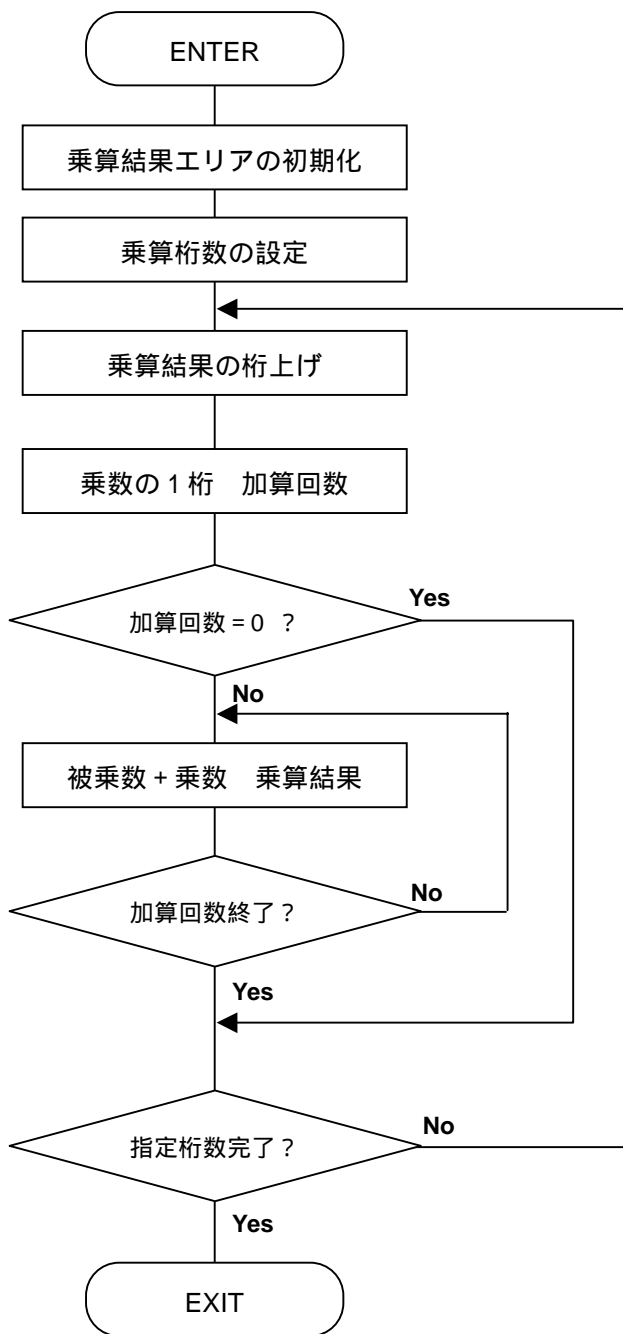 ENTER
乗算結果エリアの初期化
乗算桁数の設定
乗算結果の桁上げ
乗数の1桁　加算回数
加算回数=0 ?
Yes
No
被乗数+乗数　乗算結果
加算回数終了?
No
Yes
指定桁数完了?
No
Yes
EXIT